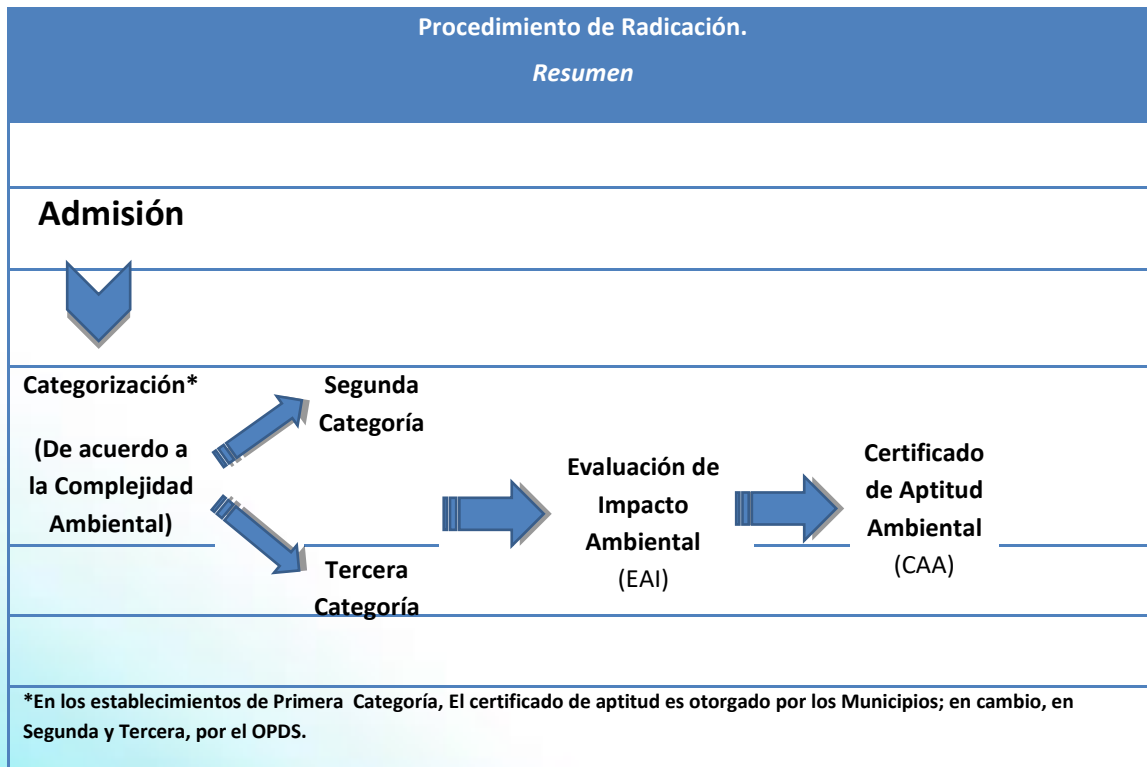 Procedimiento de Radicación.
Resumen
Admisión
Categorización*
(De acuerdo a
la Complejidad
Ambiental)
Segunda
Categoría
Tercera
Categoría
Evaluación de
Impacto
Ambiental
(EAI)
Certificado
de Aptitud
Ambiental
(CAA)
*En los establecimientos de Primera Categoría, El certificado de aptitud es otorgado por los Municipios; en cambio, en
Segunda y Tercera, por el OPDS.